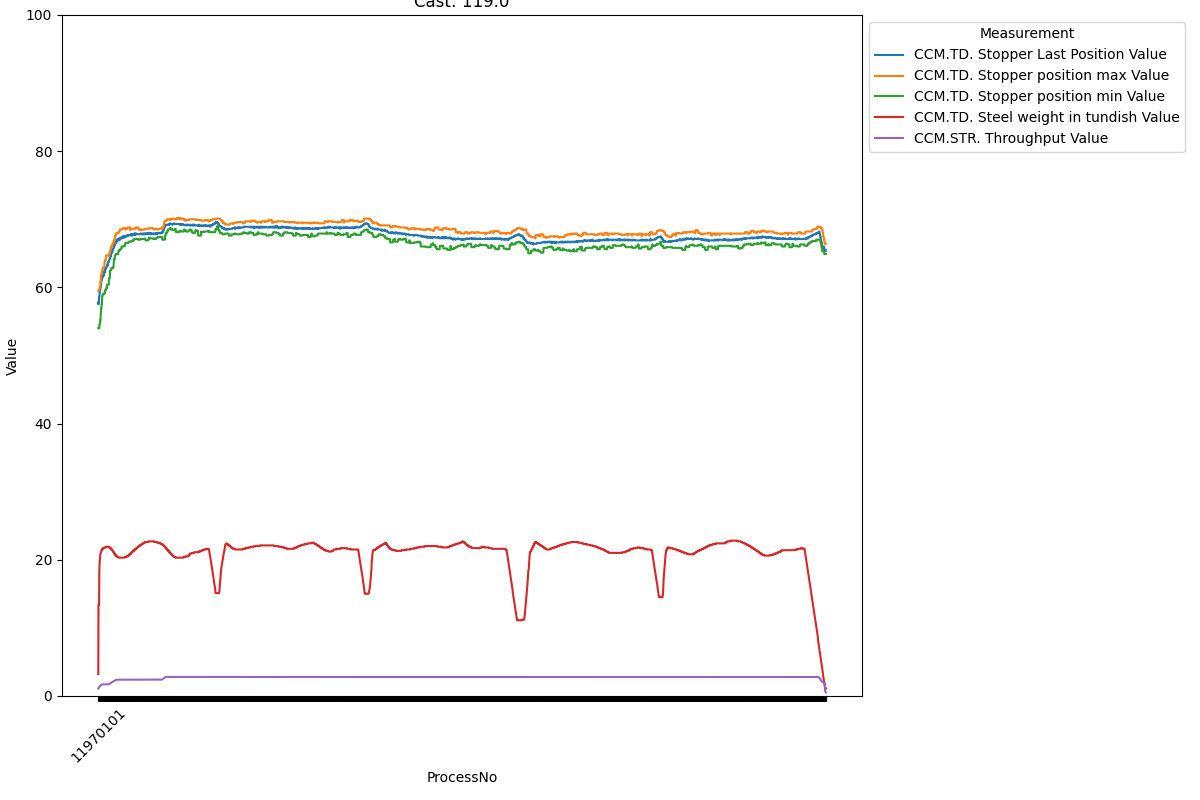 Cast: 119.0
Measurement
CCM.TD. Stopper Last Position Value
CCM.TD. Stopper position max Value
CCM.TD. Stopper position min Value
CCM.TD. Steel weight in tundish Value
CCM.STR. Throughput Value
100
80
60
40
20
0
Value
11970101
ProcessNo